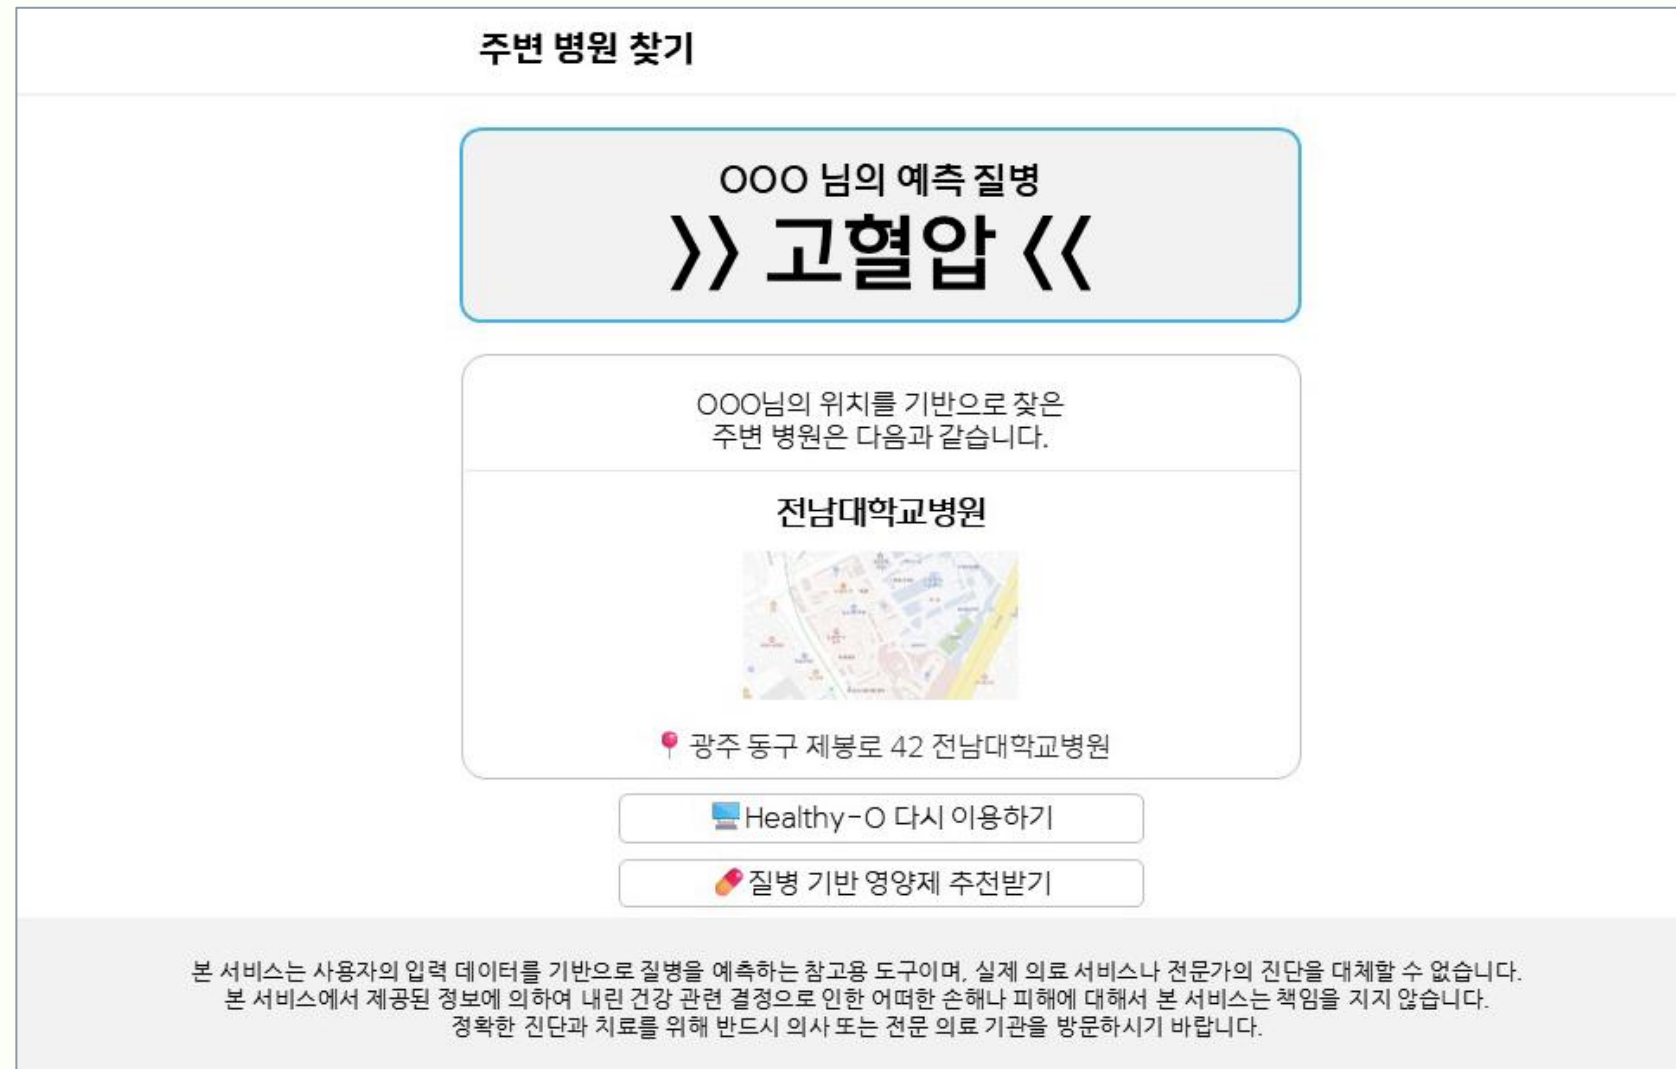 주변 병원 찾기
OOO 님의 예측 질병
>> 고혈압 <<
OOO님의 위치를 기반으로 찾은
주변 병원은 다음과 같습니다.
전남대학교병원
📍 광주 동구 제봉로 42 전남대학교병원
🖥️Healthy-O 다시 이용하기
💊질병 기반 영양제 추천받기
본 서비스는 사용자의 입력 데이터를 기반으로 질병을 예측하는 참고용 도구이며, 실제 의료 서비스나 전문가의 진단을 대체할 수 없습니다.
본 서비스에서 제공된 정보에 의하여 내린 건강 관련 결정으로 인한 어떠한 손해나 피해에 대해서 본 서비스는 책임을 지지 않습니다.
정확한 진단과 치료를 위해 반드시 의사 또는 전문 의료 기관을 방문하시기 바랍니다.